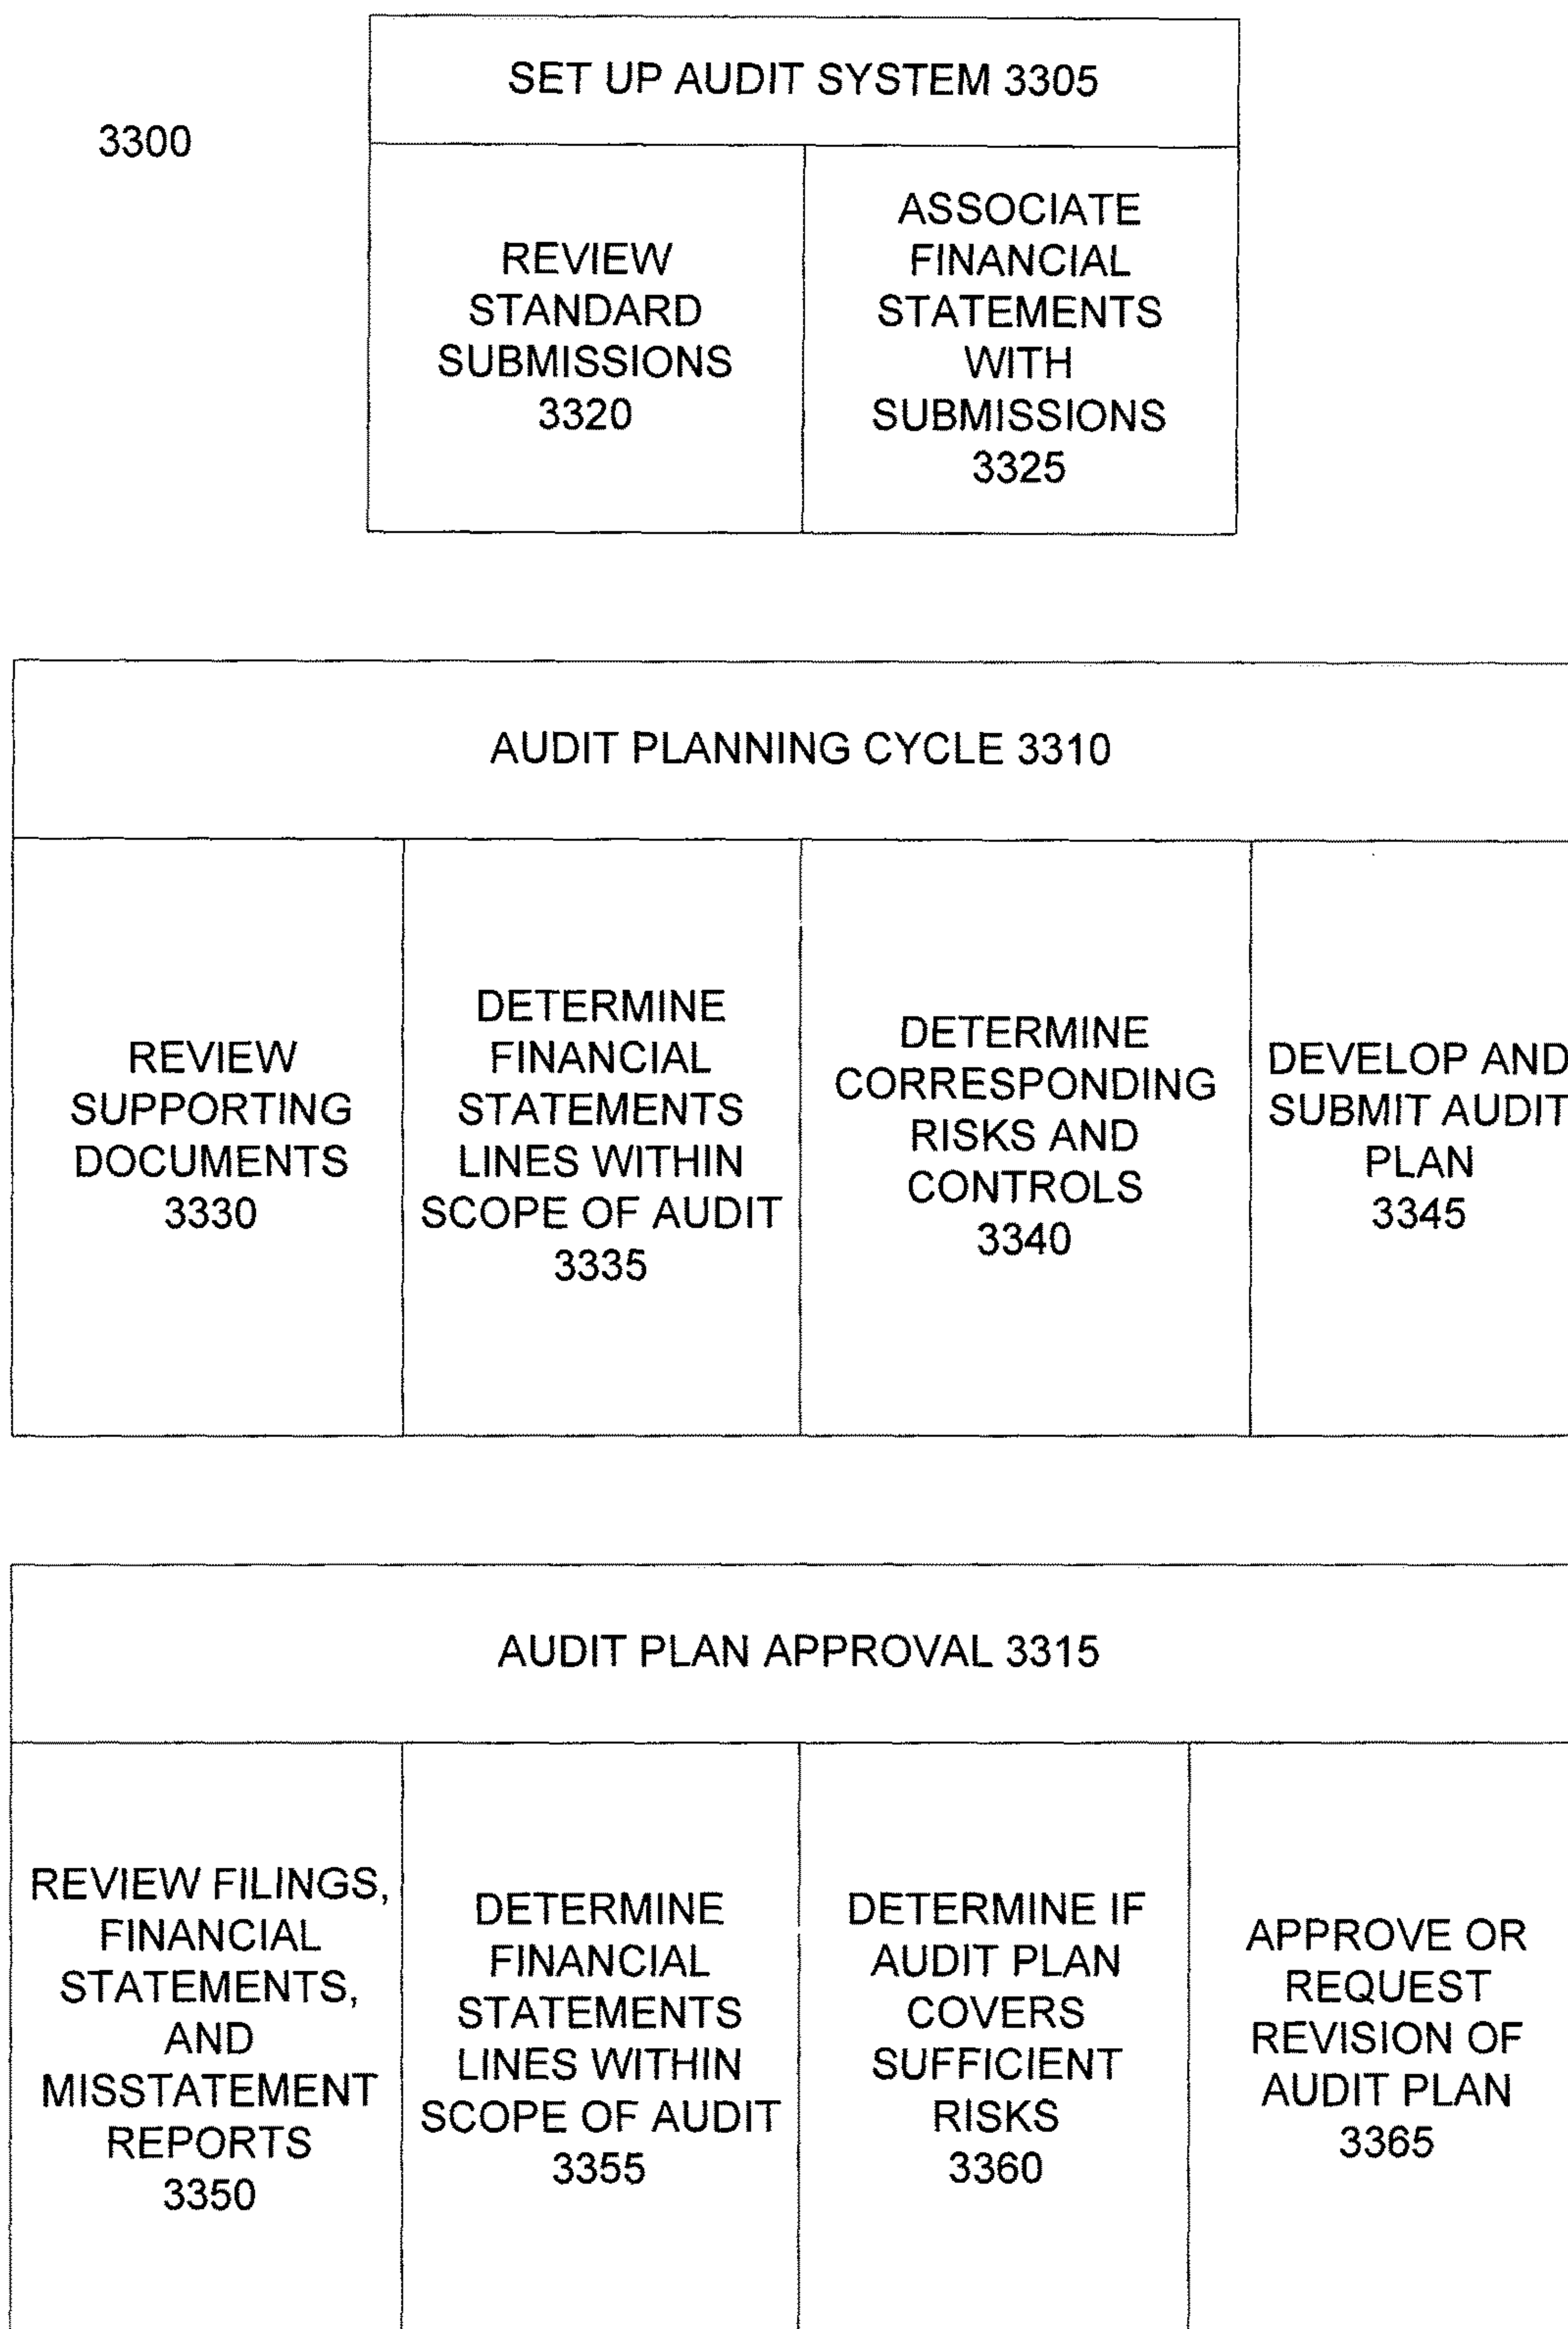 SET UP AUDIT SYSTEM 3305
3300
REVIEW
STANDARD
SUBMISSIONS
3320
ASSOCIATE
FINANCIAL
STATEMENTS
WITH
SUBMISSIONS
3325
AUDIT PLANNING CYCLE 3310
REVIEW
SUPPORTING
DOCUMENTS
3330
DETERMINE
FINANCIAL
STATEMENTS
LINES WITHIN
SCOPE OF AUDIT
3335
DETERMINE
CORRESPONDING
RISKS AND
CONTROLS
3340
DEVELOP AND
SUBMIT AUDIT
PLAN
3345
AUDIT PLAN APPROVAL 3315
REVIEW FILINGS,
FINANCIAL
STATEMENTS,
AND
MISSTATEMENT
REPORTS
3350
DETERMINE
FINANCIAL
STATEMENTS
LINES WITHIN
SCOPE OF AUDIT
3355
DETERMINE IF
AUDIT PLAN
COVERS
SUFFICIENT
RISKS
3360
APPROVE OR
REQUEST
REVISION OF
AUDIT PLAN
3365